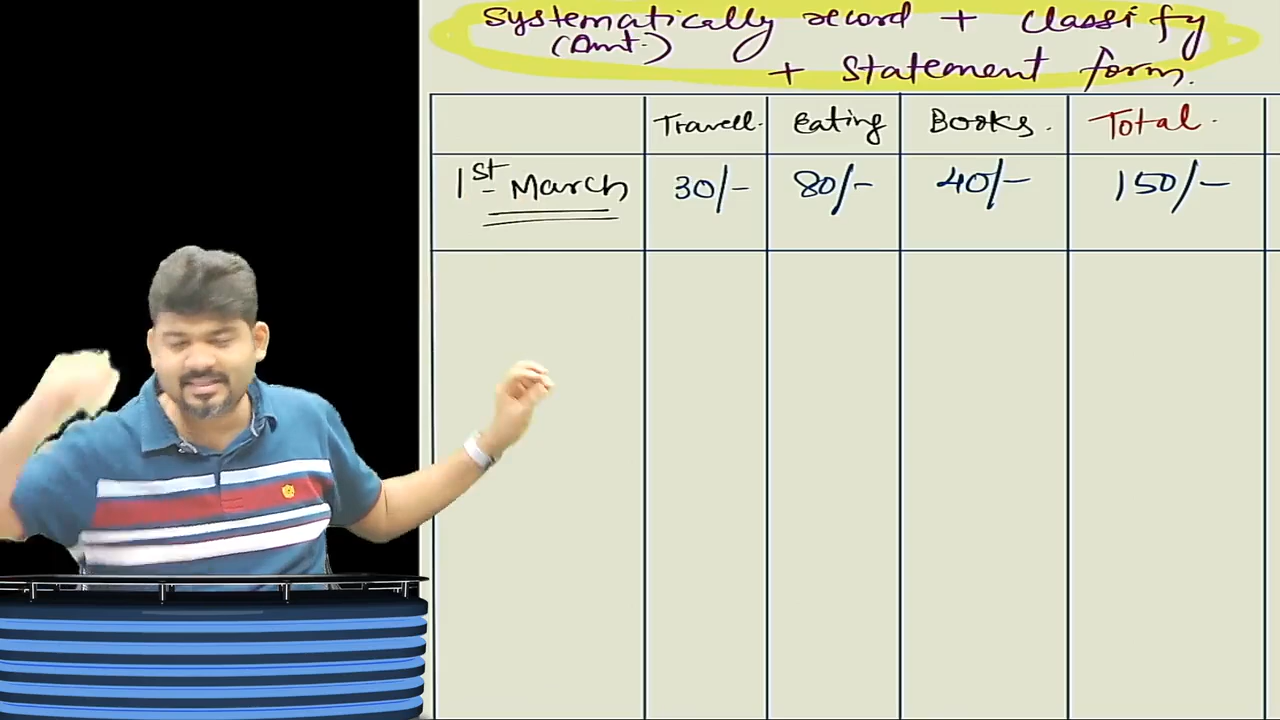 Systematically record + classify
(Amt.)
+ Statement form.
Travell. Eating Books. Total.
1st March 30/- 80/- 40/- 150/-